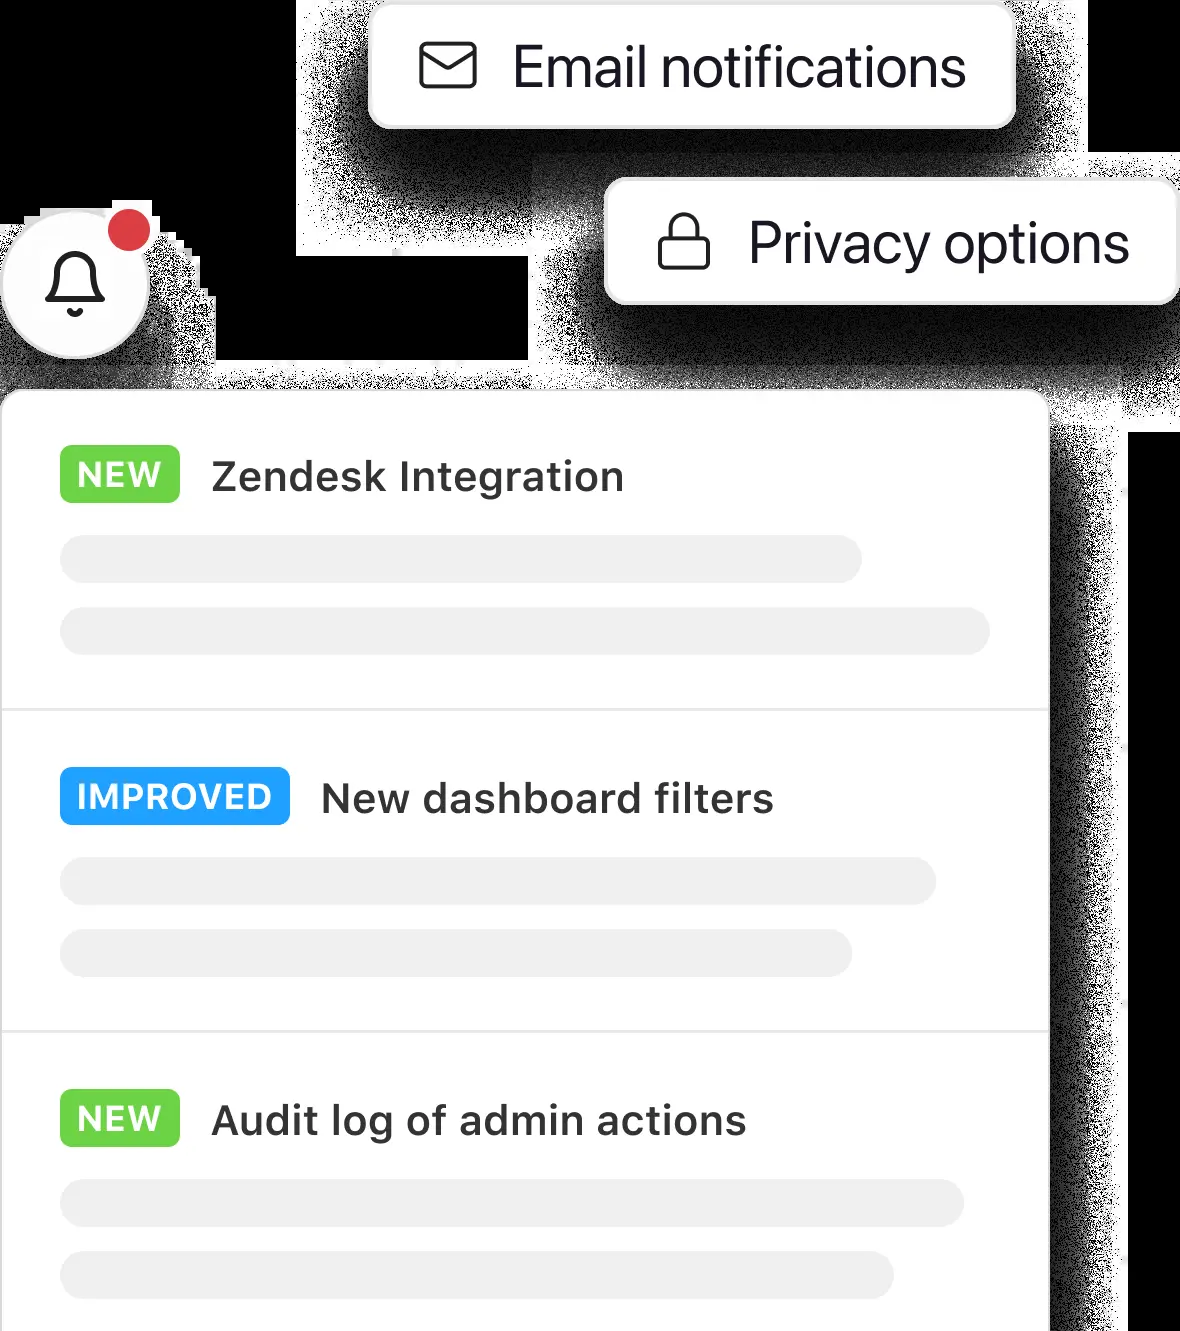 Email notifications
Privacy options
NEW Zendesk Integration
IMPROVED New dashboard filters
NEW Audit log of admin actions